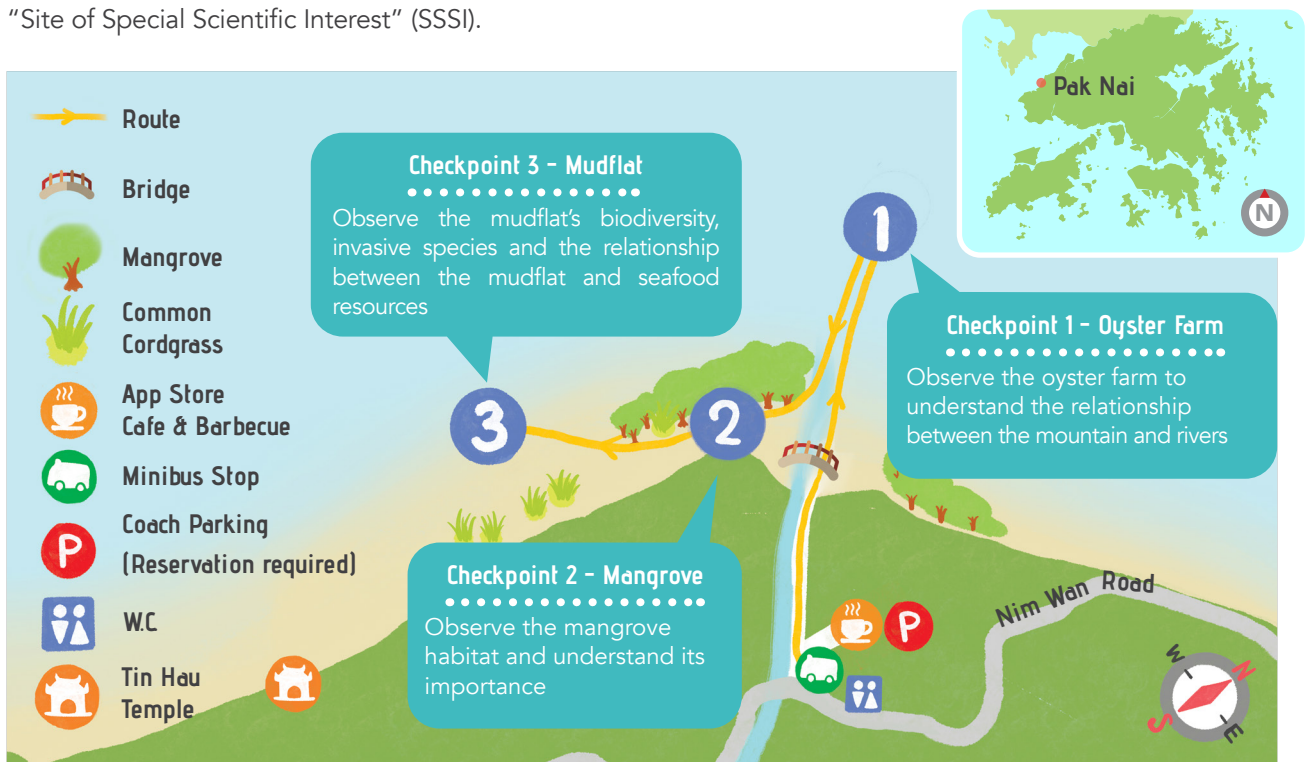 “Site of Special Scientific Interest” (SSSI).
Pak Nai
N
Route
Bridge
Mangrove
Common
Cordgrass
App Store
Cafe & Barbecue
Minibus Stop
P
Coach Parking
(Reservation required)
W.C
Tin Hau
Temple
Checkpoint 3 - Mudflat
Observe the mudflat’s biodiversity,
invasive species and the relationship
between the mudflat and seafood
resources
1
Checkpoint 1 - Oyster Farm
Observe the oyster farm to
understand the relationship
between the mountain and rivers
3
2
Checkpoint 2 - Mangrove
Observe the mangrove
habitat and understand its
importance
Nim Wan Road
P
W
N
S
E